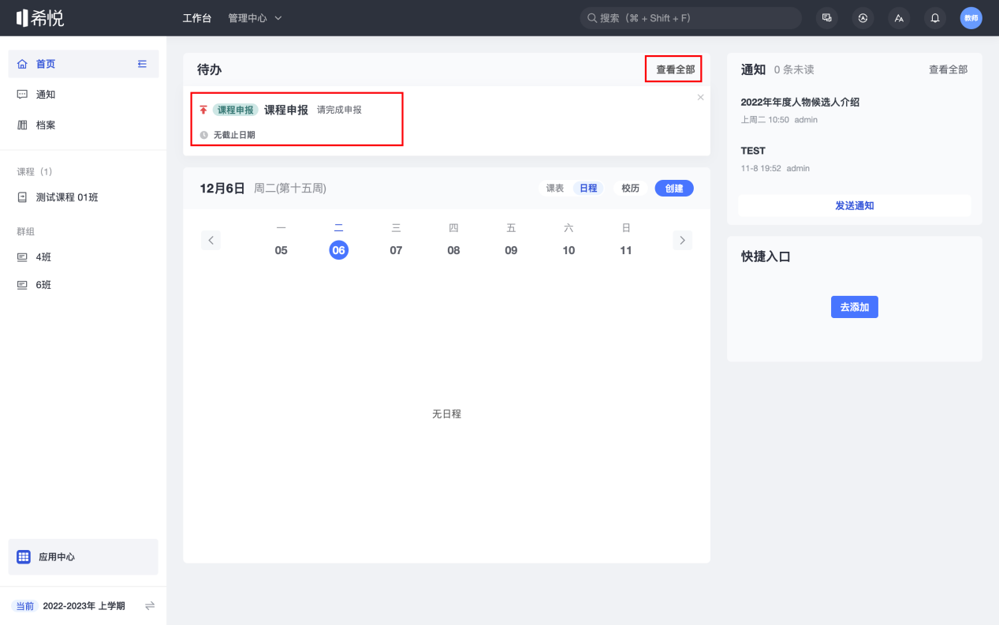 希悦
工作台 管理中心
搜索（⌘ + Shift + F）
教师
首页
通知
档案
课程（1）
测试课程 01班
群组
4班
6班
应用中心
当前 2022-2023年 上学期
待办
查看全部
课程申报 课程申报 请完成申报
无截止日期
12月6日 周二(第十五周)
课表 日程 校历 创建
一 二 三 四 五 六 日
05 06 07 08 09 10 11
无日程
通知 0 条未读 查看全部
2022年年度人物候选人介绍
上周二 10:50 admin
TEST
11-8 19:52 admin
发送通知
快捷入口
去添加